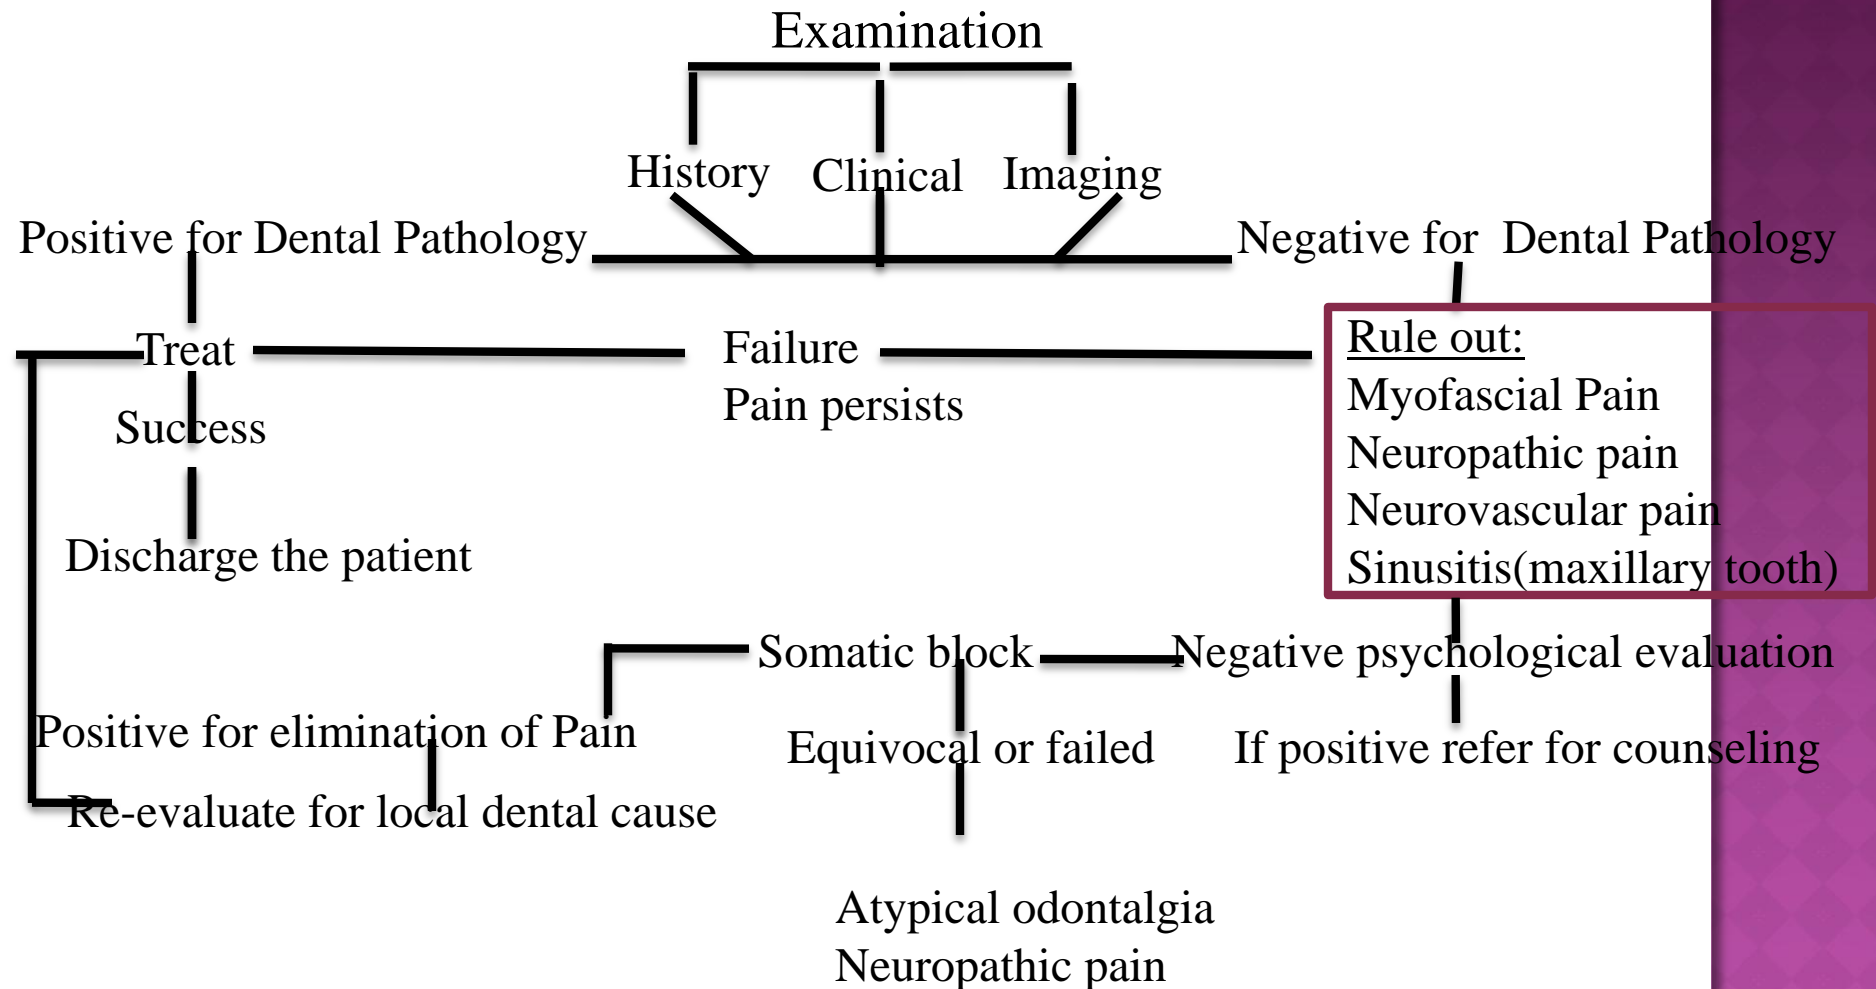 Examination
History Clinical Imaging
Positive for Dental Pathology
Negative for Dental Pathology
Treat
Failure
Pain persists
Rule out:
Myofascial Pain
Neuropathic pain
Neurovascular pain
Sinusitis(maxillary tooth)
Success
Discharge the patient
Somatic block
Negative psychological evaluation
Positive for elimination of Pain
Equivocal or failed
If positive refer for counseling
Re-evaluate for local dental cause
Atypical odontalgia
Neuropathic pain